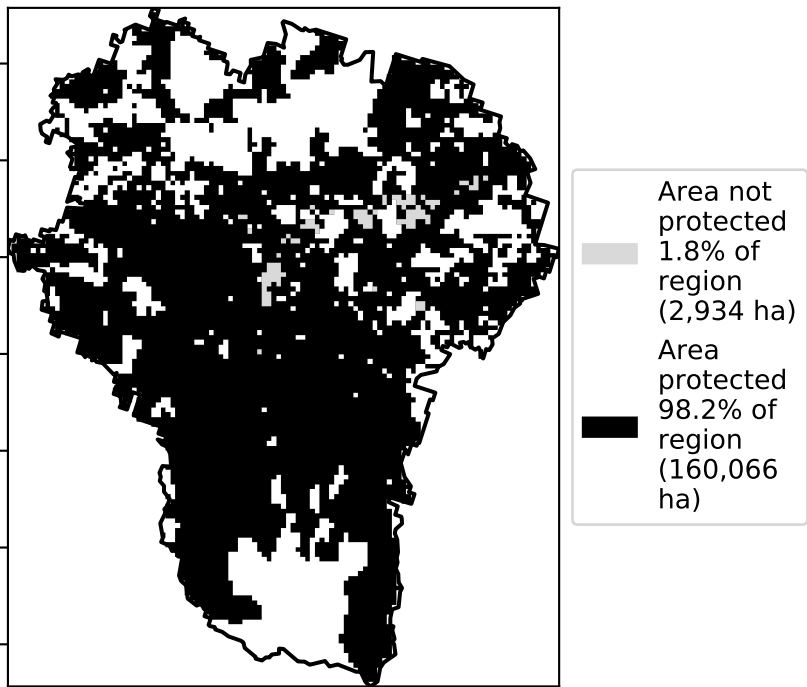 Area not
protected
1.8% of
region
(2,934 ha)
Area
protected
98.2% of
region
(160,066
ha)